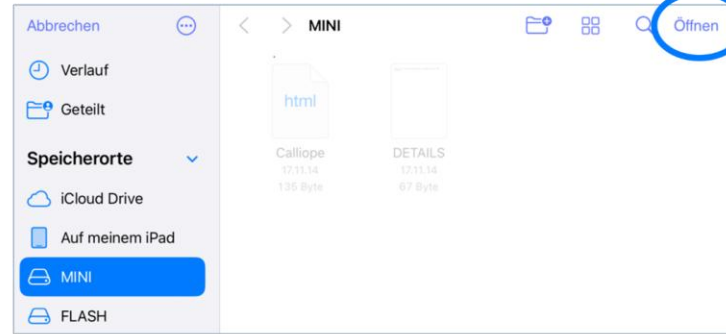 Abbrechen
MINI
Öffnen
Verlauf
Geteilt
Speicherorte
iCloud Drive
Auf meinem iPad
MINI
FLASH
html
Calliope
17.11.14
135 Byte
DETAILS
17.11.14
67 Byte